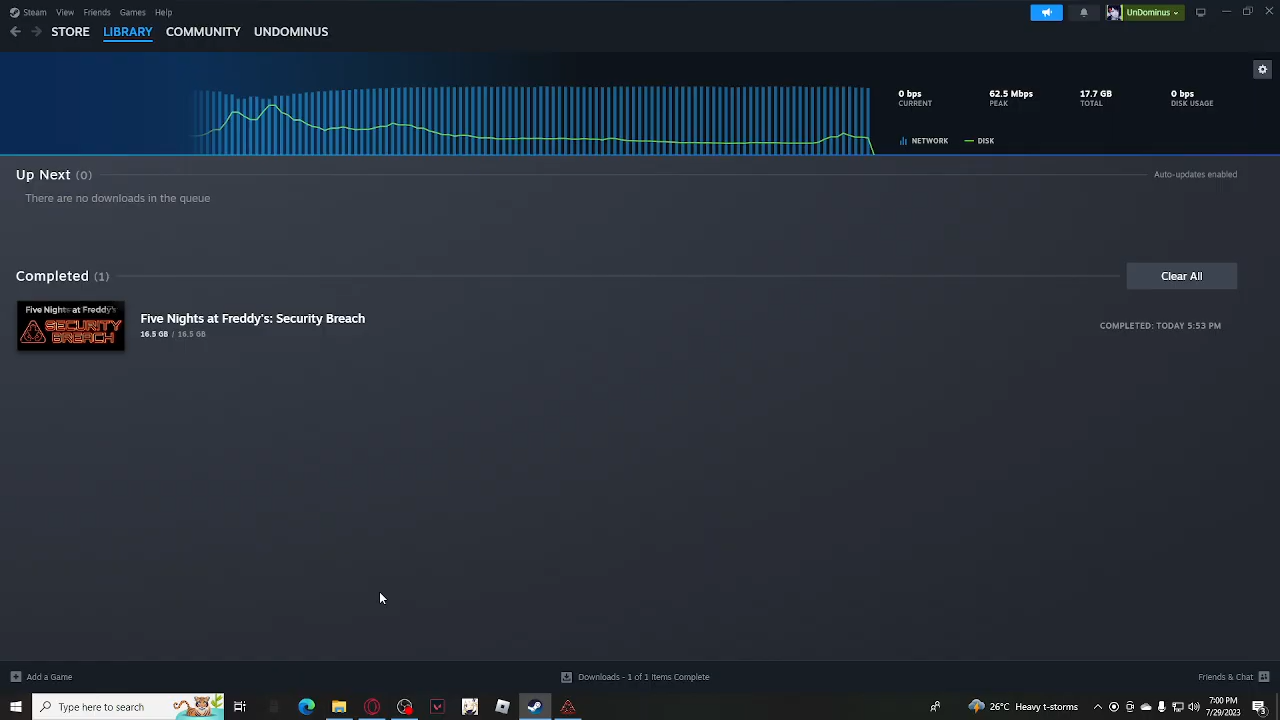 Steam View Friends Games Help
UnDominus
STORE LIBRARY COMMUNITY UNDOMINUS
0 bps 62.5 Mbps 17.7 GB 0 bps
CURRENT PEAK TOTAL DISK USAGE
NETWORK DISK
Up Next (0) Auto-updates enabled
There are no downloads in the queue
Completed (1) Clear All
Five Nights at Freddy's
SECURITY
BREACH
Five Nights at Freddy's: Security Breach
16.5 GB / 16.5 GB
COMPLETED: TODAY 5:53 PM
Add a Game Downloads - 1 of 1 Items Complete Friends & Chat
Type here to search
26°C Heavy t-storms
7:00 PM
7/29/2023